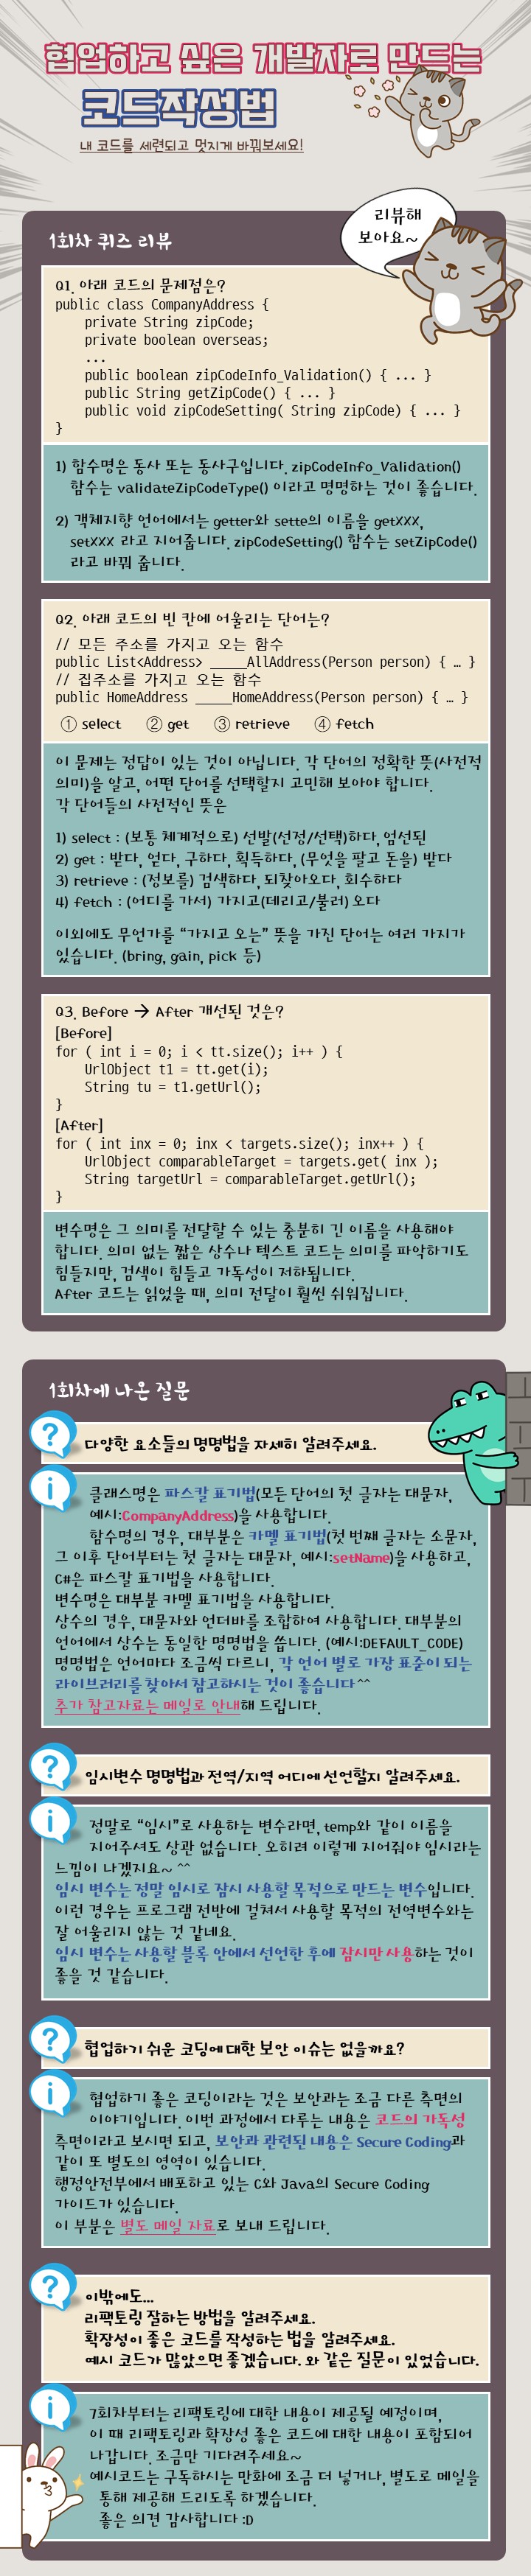 협업하고 싶은 개발자로 만드는
코드작성법
내 코드를 세련되고 멋지게 바꿔보세요!
리뷰해
보아요~
1회차 퀴즈 리뷰
Q1. 아래 코드의 문제점은?
public class CompanyAddress {
    private String zipCode;
    private boolean overseas;
    ...
    public boolean zipCodeInfo_Validation() { ... }
    public String getZipCode() { ... }
    public void zipCodeSetting( String zipCode) { ... }
}
1) 함수명은 동사 또는 동사구입니다. zipCodeInfo_Validation()
함수는 validateZipCodeType() 이라고 명명하는 것이 좋습니다.
2) 객체지향 언어에서는 getter와 sette의 이름을 getXXX,
setXXX 라고 지어줍니다. zipCodeSetting() 함수는 setZipCode()
라고 바꿔 줍니다.
Q2. 아래 코드의 빈 칸에 어울리는 단어는?
// 모든 주소를 가지고 오는 함수
public List<Address> _____AllAddress(Person person) { … }
// 집주소를 가지고 오는 함수
public HomeAddress _____HomeAddress(Person person) { … }
① select ② get ③ retrieve ④ fetch
이 문제는 정답이 있는 것이 아닙니다. 각 단어의 정확한 뜻(사전적
의미)을 알고, 어떤 단어를 선택할지 고민해 보아야 합니다.
각 단어들의 사전적인 뜻은
1) select : (보통 체계적으로) 선발(선정/선택)하다, 엄선된
2) get : 받다, 얻다, 구하다, 획득하다, (무엇을 팔고 돈을) 받다
3) retrieve : (정보를) 검색하다, 되찾아오다, 회수하다
4) fetch : (어디를 가서) 가지고(데리고/불러) 오다
이외에도 무언가를 “가지고 오는” 뜻을 가진 단어는 여러 가지가
있습니다. (bring, gain, pick 등)
Q3. Before → After 개선된 것은?
[Before]
for ( int i = 0; i < tt.size(); i++ ) {
    UrlObject t1 = tt.get(i);
    String tu = t1.getUrl();
}
[After]
for ( int inx = 0; inx < targets.size(); inx++ ) {
    UrlObject comparableTarget = targets.get( inx );
    String targetUrl = comparableTarget.getUrl();
}
변수명은 그 의미를 전달할 수 있는 충분히 긴 이름을 사용해야
합니다. 의미 없는 짧은 상수나 텍스트 코드는 의미를 파악하기도
힘들지만, 검색이 힘들고 가독성이 저하됩니다.
After 코드는 읽었을 때, 의미 전달이 훨씬 쉬워집니다.
1회차에 나온 질문
?
다양한 요소들의 명명법을 자세히 알려주세요.
i
클래스명은 파스칼 표기법(모든 단어의 첫 글자는 대문자,
예시:CompanyAddress)을 사용합니다.
함수명의 경우, 대부분은 카멜 표기법(첫 번째 글자는 소문자,
그 이후 단어부터는 첫 글자는 대문자, 예시:setName)을 사용하고,
C#은 파스칼 표기법을 사용합니다.
변수명은 대부분 카멜 표기법을 사용합니다.
상수의 경우, 대문자와 언더바를 조합하여 사용합니다. 대부분의
언어에서 상수는 동일한 명명법을 씁니다. (예시:DEFAULT_CODE)
명명법은 언어마다 조금씩 다르니, 각 언어 별로 가장 표준이 되는
라이브러리를 찾아서 참고하시는 것이 좋습니다^^
추가 참고자료는 메일로 안내해 드립니다.
?
임시변수 명명법과 전역/지역 어디에 선언할지 알려주세요.
i
정말로 “임시”로 사용하는 변수라면, temp와 같이 이름을
지어주셔도 상관 없습니다. 오히려 이렇게 지어줘야 임시라는
느낌이 나겠지요~ ^^
임시 변수는 정말 임시로 잠시 사용할 목적으로 만드는 변수입니다.
이런 경우는 프로그램 전반에 걸쳐서 사용할 목적의 전역변수와는
잘 어울리지 않는 것 같네요.
임시 변수는 사용할 블록 안에서 선언한 후에 잠시만 사용하는 것이
좋을 것 같습니다.
?
협업하기 쉬운 코딩에 대한 보안 이슈는 없을까요?
i
협업하기 좋은 코딩이라는 것은 보안과는 조금 다른 측면의
이야기입니다. 이번 과정에서 다루는 내용은 코드의 가독성
측면이라고 보시면 되고, 보안과 관련된 내용은 Secure Coding과
같이 또 별도의 영역이 있습니다.
행정안전부에서 배포하고 있는 C와 Java의 Secure Coding
가이드가 있습니다.
이 부분은 별도 메일 자료로 보내 드립니다.
?
이밖에도...
리팩토링 잘하는 방법을 알려주세요.
확장성이 좋은 코드를 작성하는 법을 알려주세요.
예시 코드가 많았으면 좋겠습니다. 와 같은 질문이 있었습니다.
i
7회차부터는 리팩토링에 대한 내용이 제공될 예정이며,
이 때 리팩토링과 확장성 좋은 코드에 대한 내용이 포함되어
나갑니다. 조금만 기다려주세요~
예시코드는 구독하시는 만화에 조금 더 넣거나, 별도로 메일을
통해 제공해 드리도록 하겠습니다.
좋은 의견 감사합니다 :D